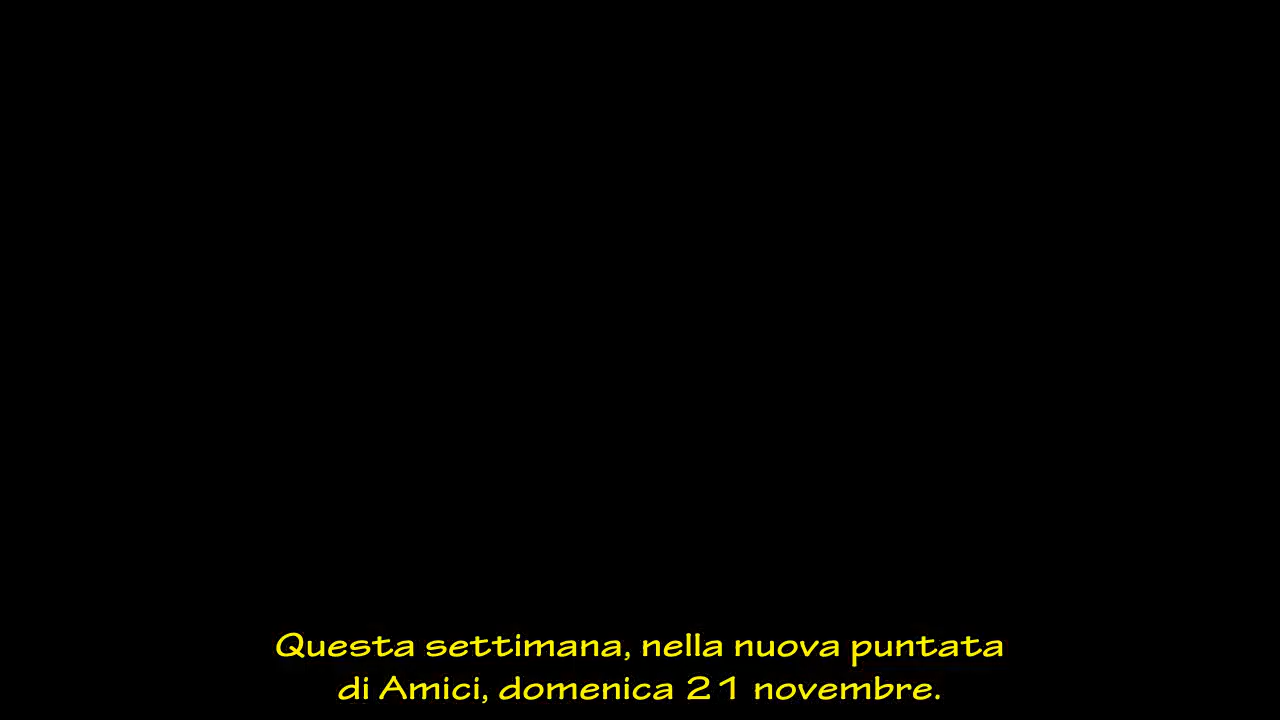 Questa settimana, nella nuova puntata
di Amici, domenica 21 novembre.